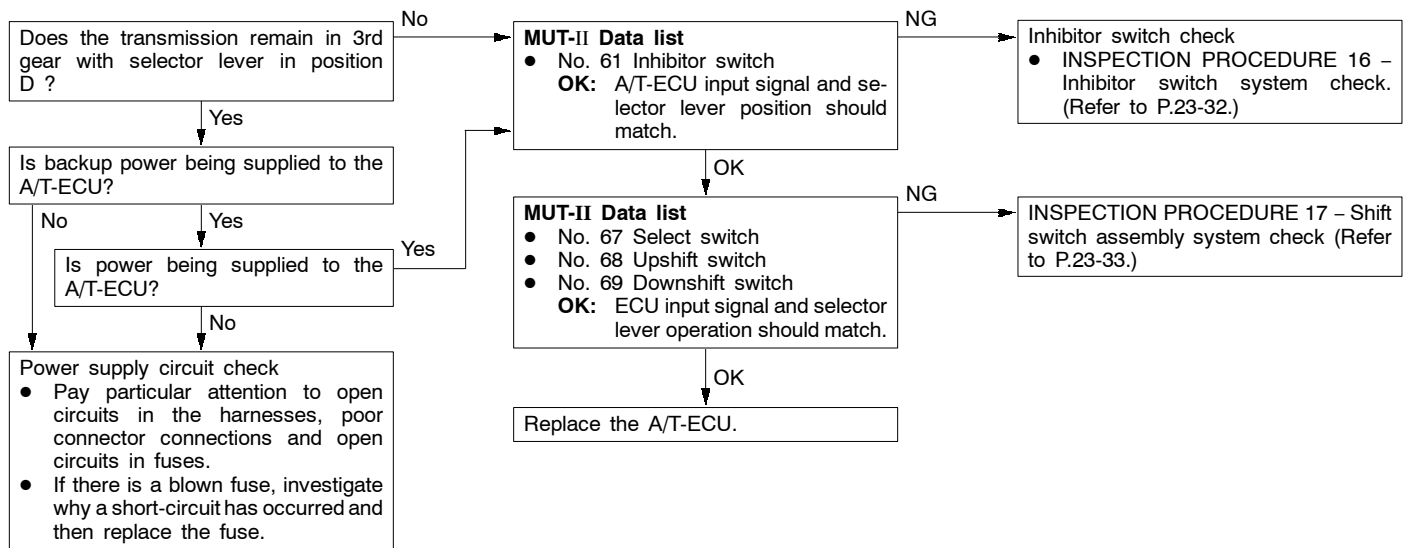 Does the transmission remain in 3rd
gear with selector lever in position
D ?
No
Yes
Is backup power being supplied to the
A/T-ECU?
No
Yes
Is power being supplied to the
A/T-ECU?
Yes
No
Power supply circuit check
● Pay particular attention to open
circuits in the harnesses, poor
connector connections and open
circuits in fuses.
● If there is a blown fuse, investigate
why a short-circuit has occurred and
then replace the fuse.
MUT-II Data list
● No. 61 Inhibitor switch
OK: A/T-ECU input signal and se-
lector lever position should
match.
NG
Inhibitor switch check
● INSPECTION PROCEDURE 16 –
Inhibitor switch system check.
(Refer to P.23-32.)
OK
MUT-II Data list
● No. 67 Select switch
● No. 68 Upshift switch
● No. 69 Downshift switch
OK: ECU input signal and selector
lever operation should match.
NG
INSPECTION PROCEDURE 17 – Shift
switch assembly system check (Refer
to P.23-33.)
OK
Replace the A/T-ECU.